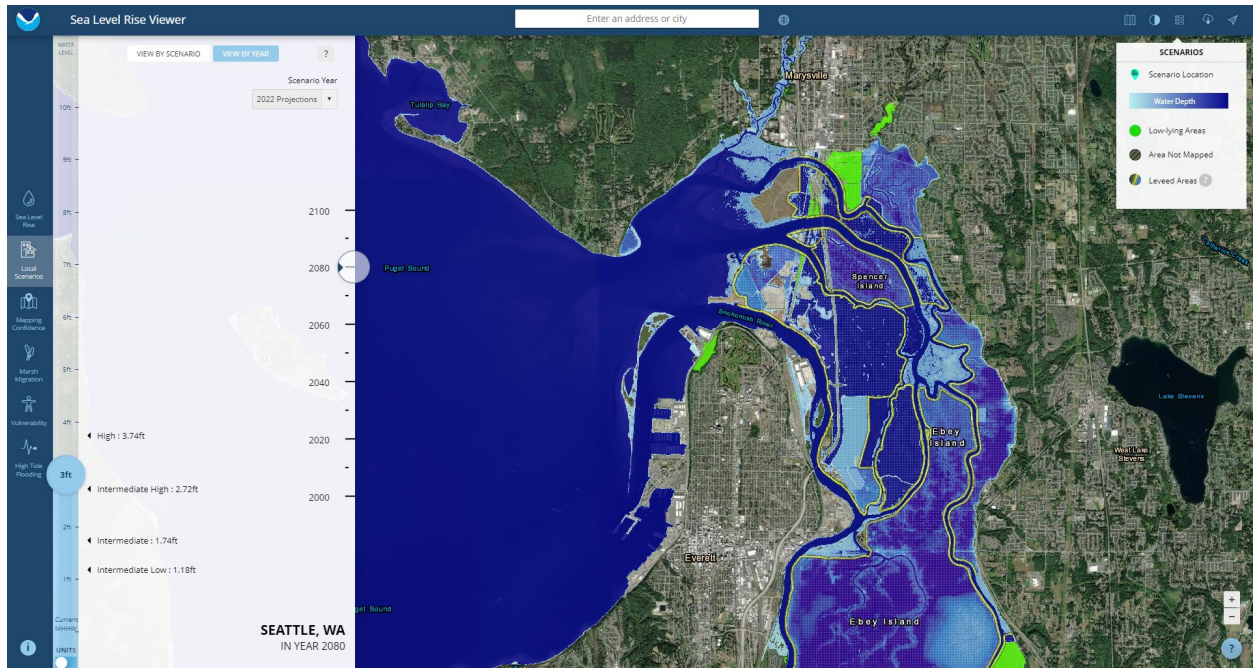 Sea Level Rise Viewer
Enter an address or city
WATER
LEVEL
VIEW BY SCENARIO
VIEW BY YEAR
?
Scenario Year
2022 Projections
10ft
9ft
8ft
7ft
6ft
5ft
4ft
3ft
2ft
1ft
Current
MHHW
UNITS
Sea Level
Rise
Local
Scenarios
Mapping
Confidence
Marsh
Migration
Vulnerability
High Tide
Flooding
i
High : 3.74ft
Intermediate High : 2.72ft
Intermediate : 1.74ft
Intermediate Low : 1.18ft
2100
2080
2060
2040
2020
2000
SEATTLE, WA
IN YEAR 2080
Tulalip Bay
Marysville
Puget Sound
Spencer
Island
Snohomish River
Ebey
Island
Everett
get Sound
Ebey Island
West Lake
Stevens
Lake Stevens
SCENARIOS
Scenario Location
Water Depth
Low-lying Areas
Area Not Mapped
Leveed Areas ?
+
−
?